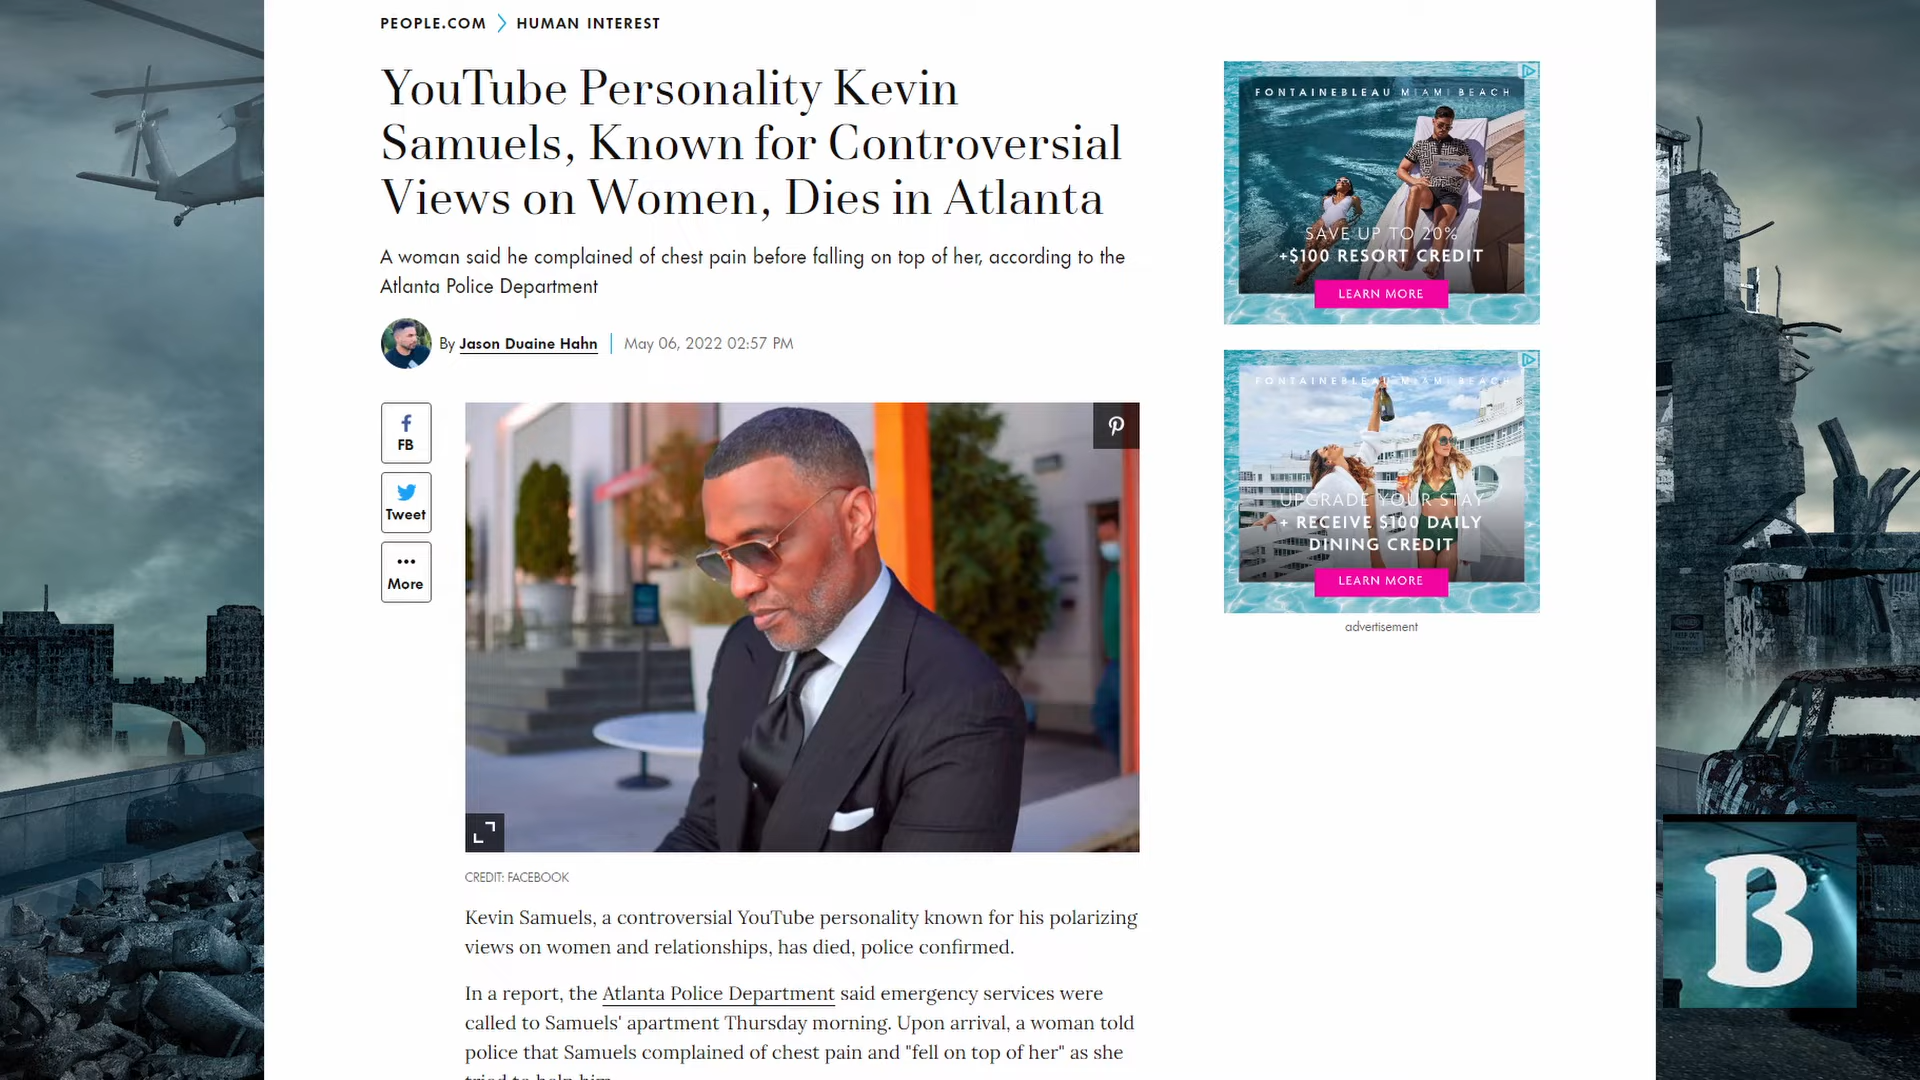 PEOPLE.COM > HUMAN INTEREST
YouTube Personality Kevin
Samuels, Known for Controversial
Views on Women, Dies in Atlanta
A woman said he complained of chest pain before falling on top of her, according to the
Atlanta Police Department
By Jason Duaine Hahn | May 06, 2022 02:57 PM
FB
Tweet
More
CREDIT: FACEBOOK
Kevin Samuels, a controversial YouTube personality known for his polarizing
views on women and relationships, has died, police confirmed.
In a report, the Atlanta Police Department said emergency services were
called to Samuels' apartment Thursday morning. Upon arrival, a woman told
police that Samuels complained of chest pain and "fell on top of her" as she
tried to help him
FONTAINEBLEAU MIAMI BEACH
SAVE UP TO 20%
+$100 RESORT CREDIT
LEARN MORE
FONTAINEBLEAU MIAMI BEACH
UPGRADE YOUR STAY
+ RECEIVE $100 DAILY
DINING CREDIT
LEARN MORE
advertisement
KEEP OUT
B